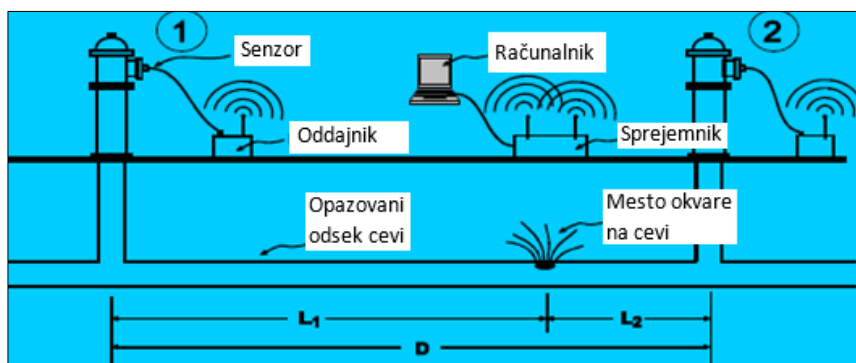 1
2
Senzor
Računalnik
Oddajnik
Sprejemnik
Opazovani
odsek cevi
Mesto okvare
na cevi
L₁
L₂
D